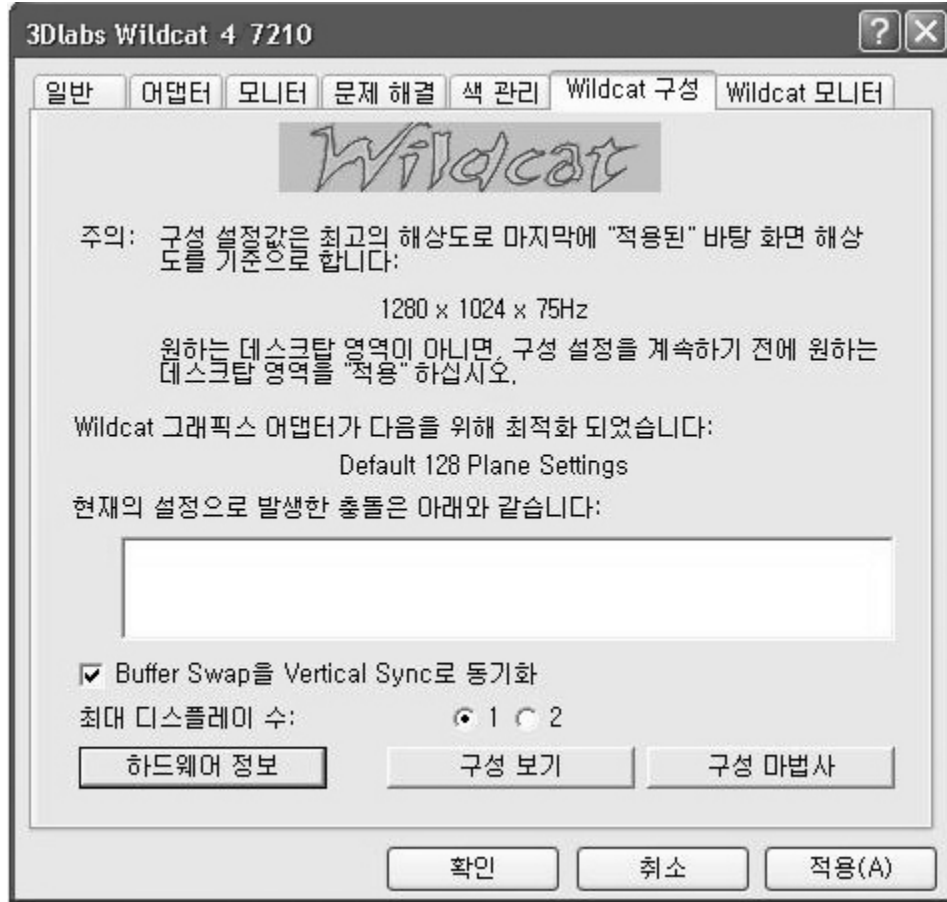 3Dlabs Wildcat 4 7210
일반 어댑터 모니터 문제 해결 색 관리 Wildcat 구성 Wildcat 모니터
Wildcat
주의: 구성 설정값은 최고의 해상도로 마지막에 "적용된" 바탕 화면 해상
도를 기준으로 합니다:
1280 x 1024 x 75Hz
원하는 데스크탑 영역이 아니면, 구성 설정을 계속하기 전에 원하는
데스크탑 영역을 "적용" 하십시오.
Wildcat 그래픽스 어댑터가 다음을 위해 최적화 되었습니다:
Default 128 Plane Settings
현재의 설정으로 발생한 충돌은 아래와 같습니다:
Buffer Swap을 Vertical Sync로 동기화
최대 디스플레이 수: 1 2
하드웨어 정보 구성 보기 구성 마법사
확인 취소 적용(A)